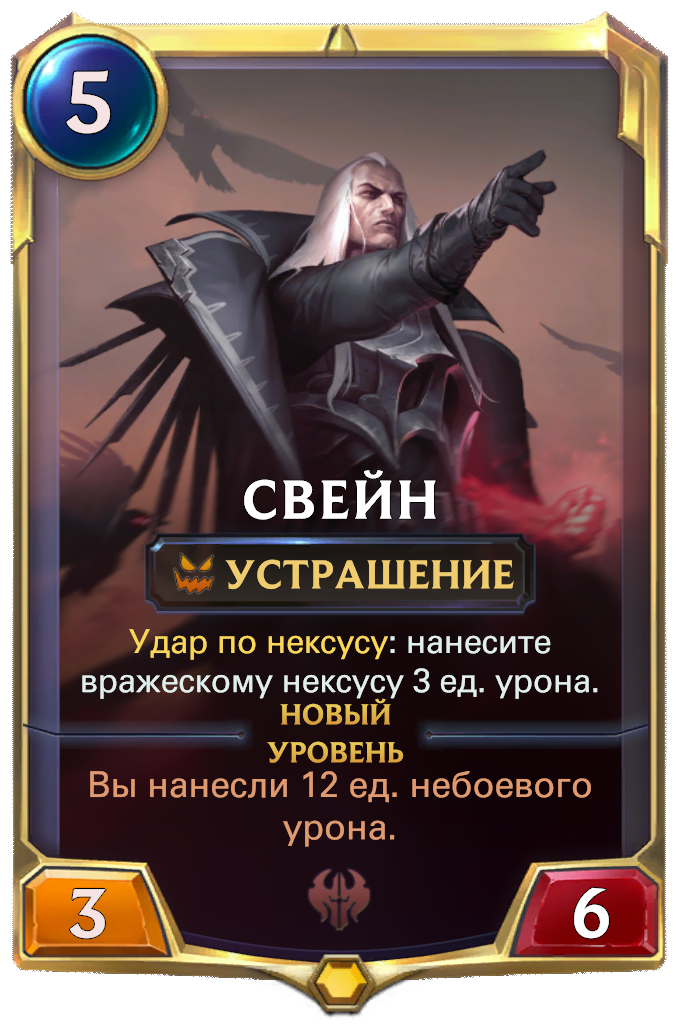 5
СВЕЙН
УСТРАШЕНИЕ
Удар по нексусу: нанесите
вражескому нексусу 3 ед. урона.
НОВЫЙ
УРОВЕНЬ
Вы нанесли 12 ед. небоевого
урона.
3
6